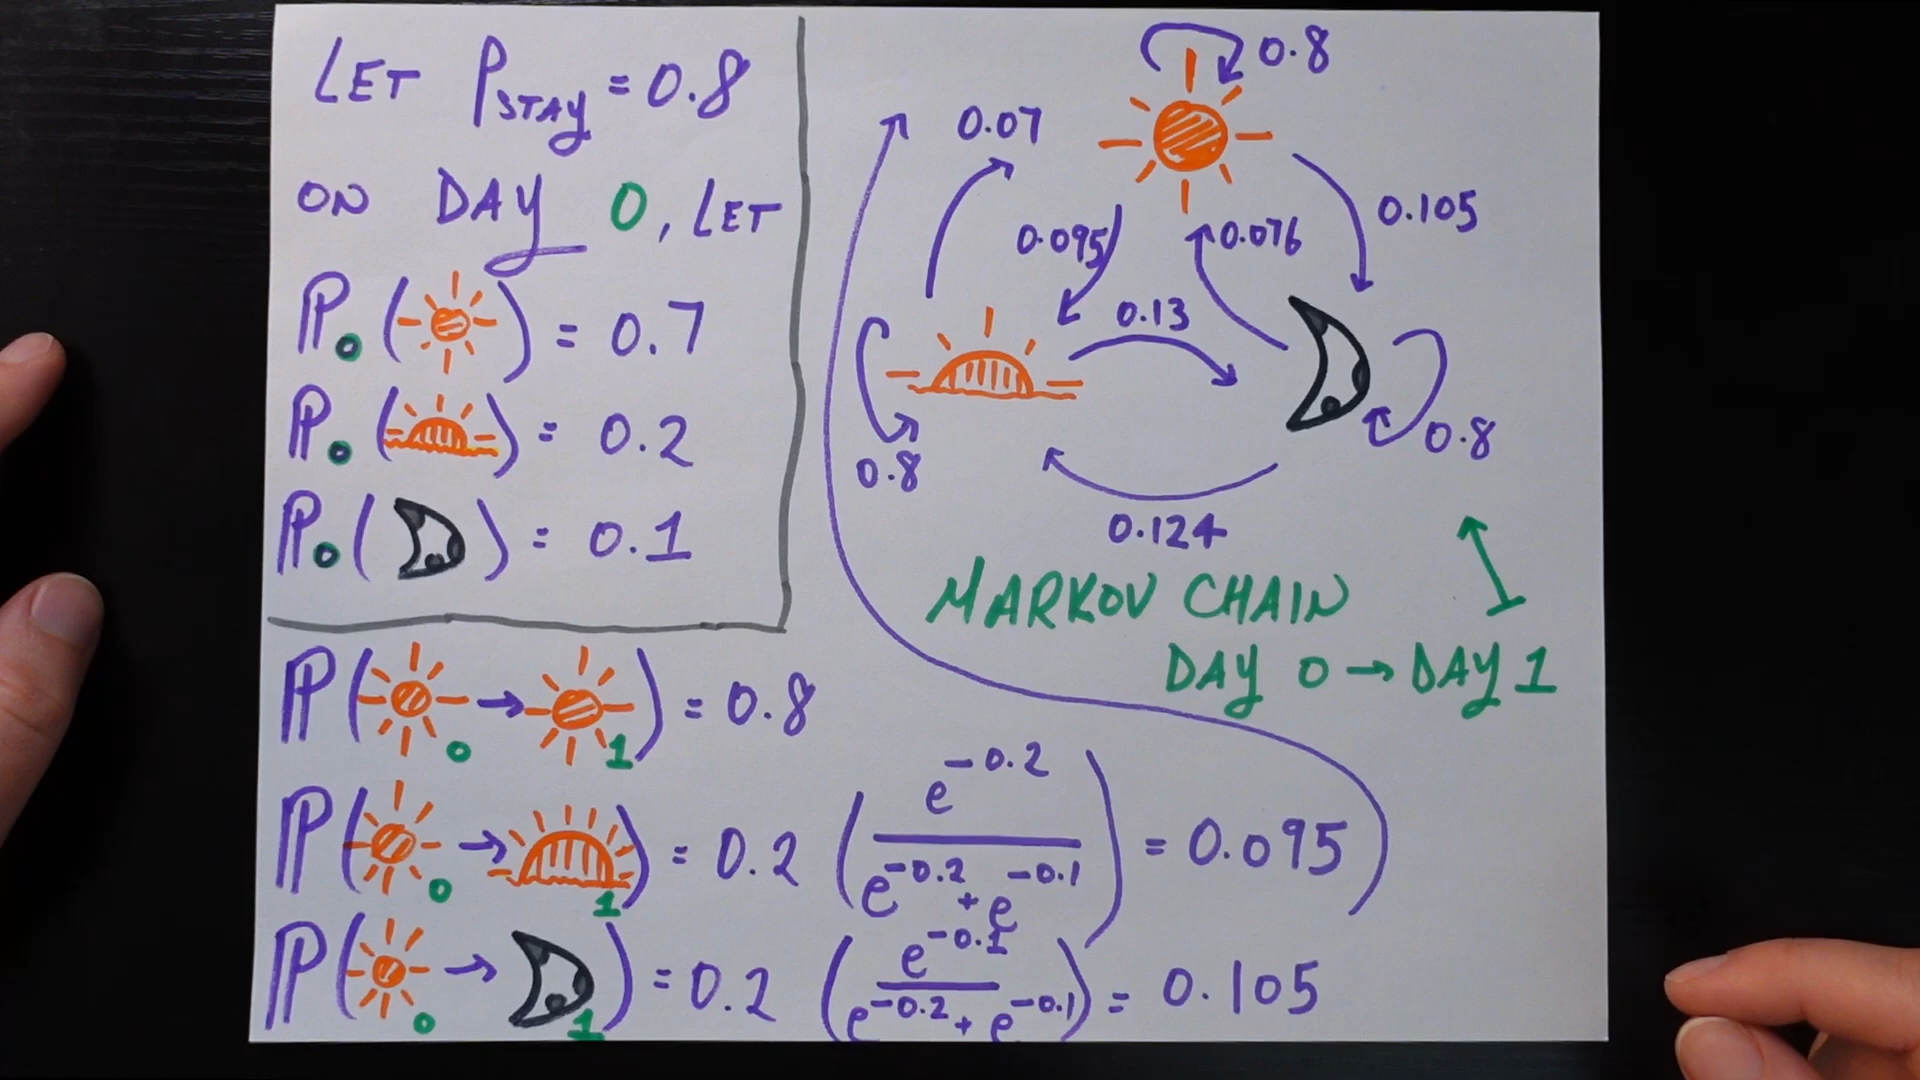 LET P STAY = 0.8
ON DAY 0, LET
P0( ) = 0.7
P0( ) = 0.2
P0( ) = 0.1
P( 0 → 1 ) = 0.8
P( 0 → 1 ) = 0.2 ( e^-0.2 / e^-0.2 + e^-0.1 ) = 0.095
P( 0 → 1 ) = 0.2 ( e^-0.1 / e^-0.2 + e^-0.1 ) = 0.105
0.8
0.07
0.105
0.095
0.076
0.13
0.8
0.8
0.124
MARKOV CHAIN
DAY 0 → DAY 1